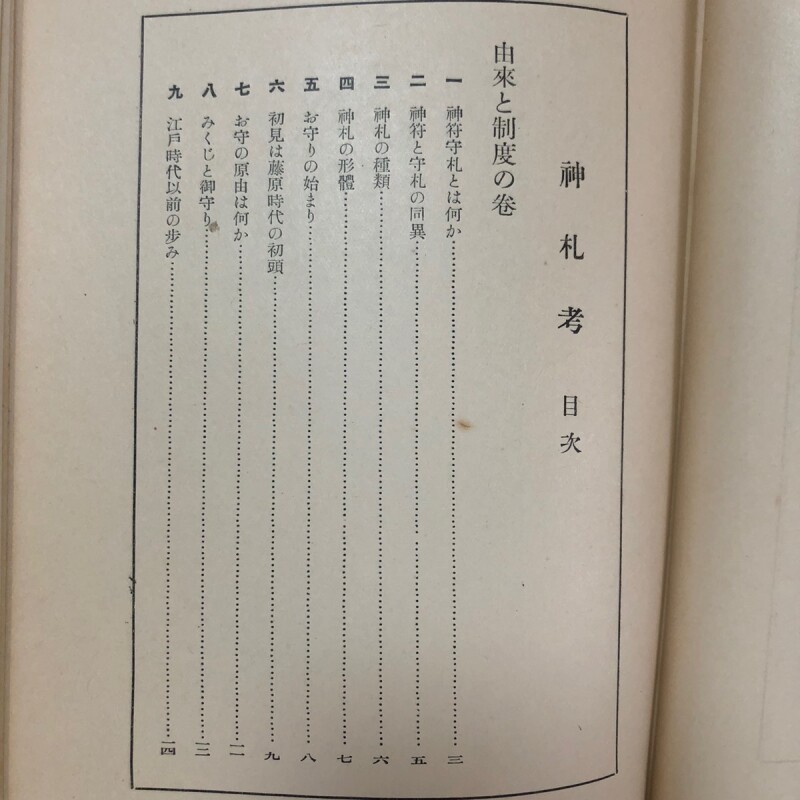 神札考 目次
由來と制度の卷
一 神符守札とは何か……三
二 神符と守札の同異……五
三 神札の種類……六
四 神札の形體……七
五 お守りの始まり……八
六 初見は藤原時代の初頭……九
七 お守の原由は何か……一一
八 みくじと御守り……一二
九 江戸時代以前の歩み……一四